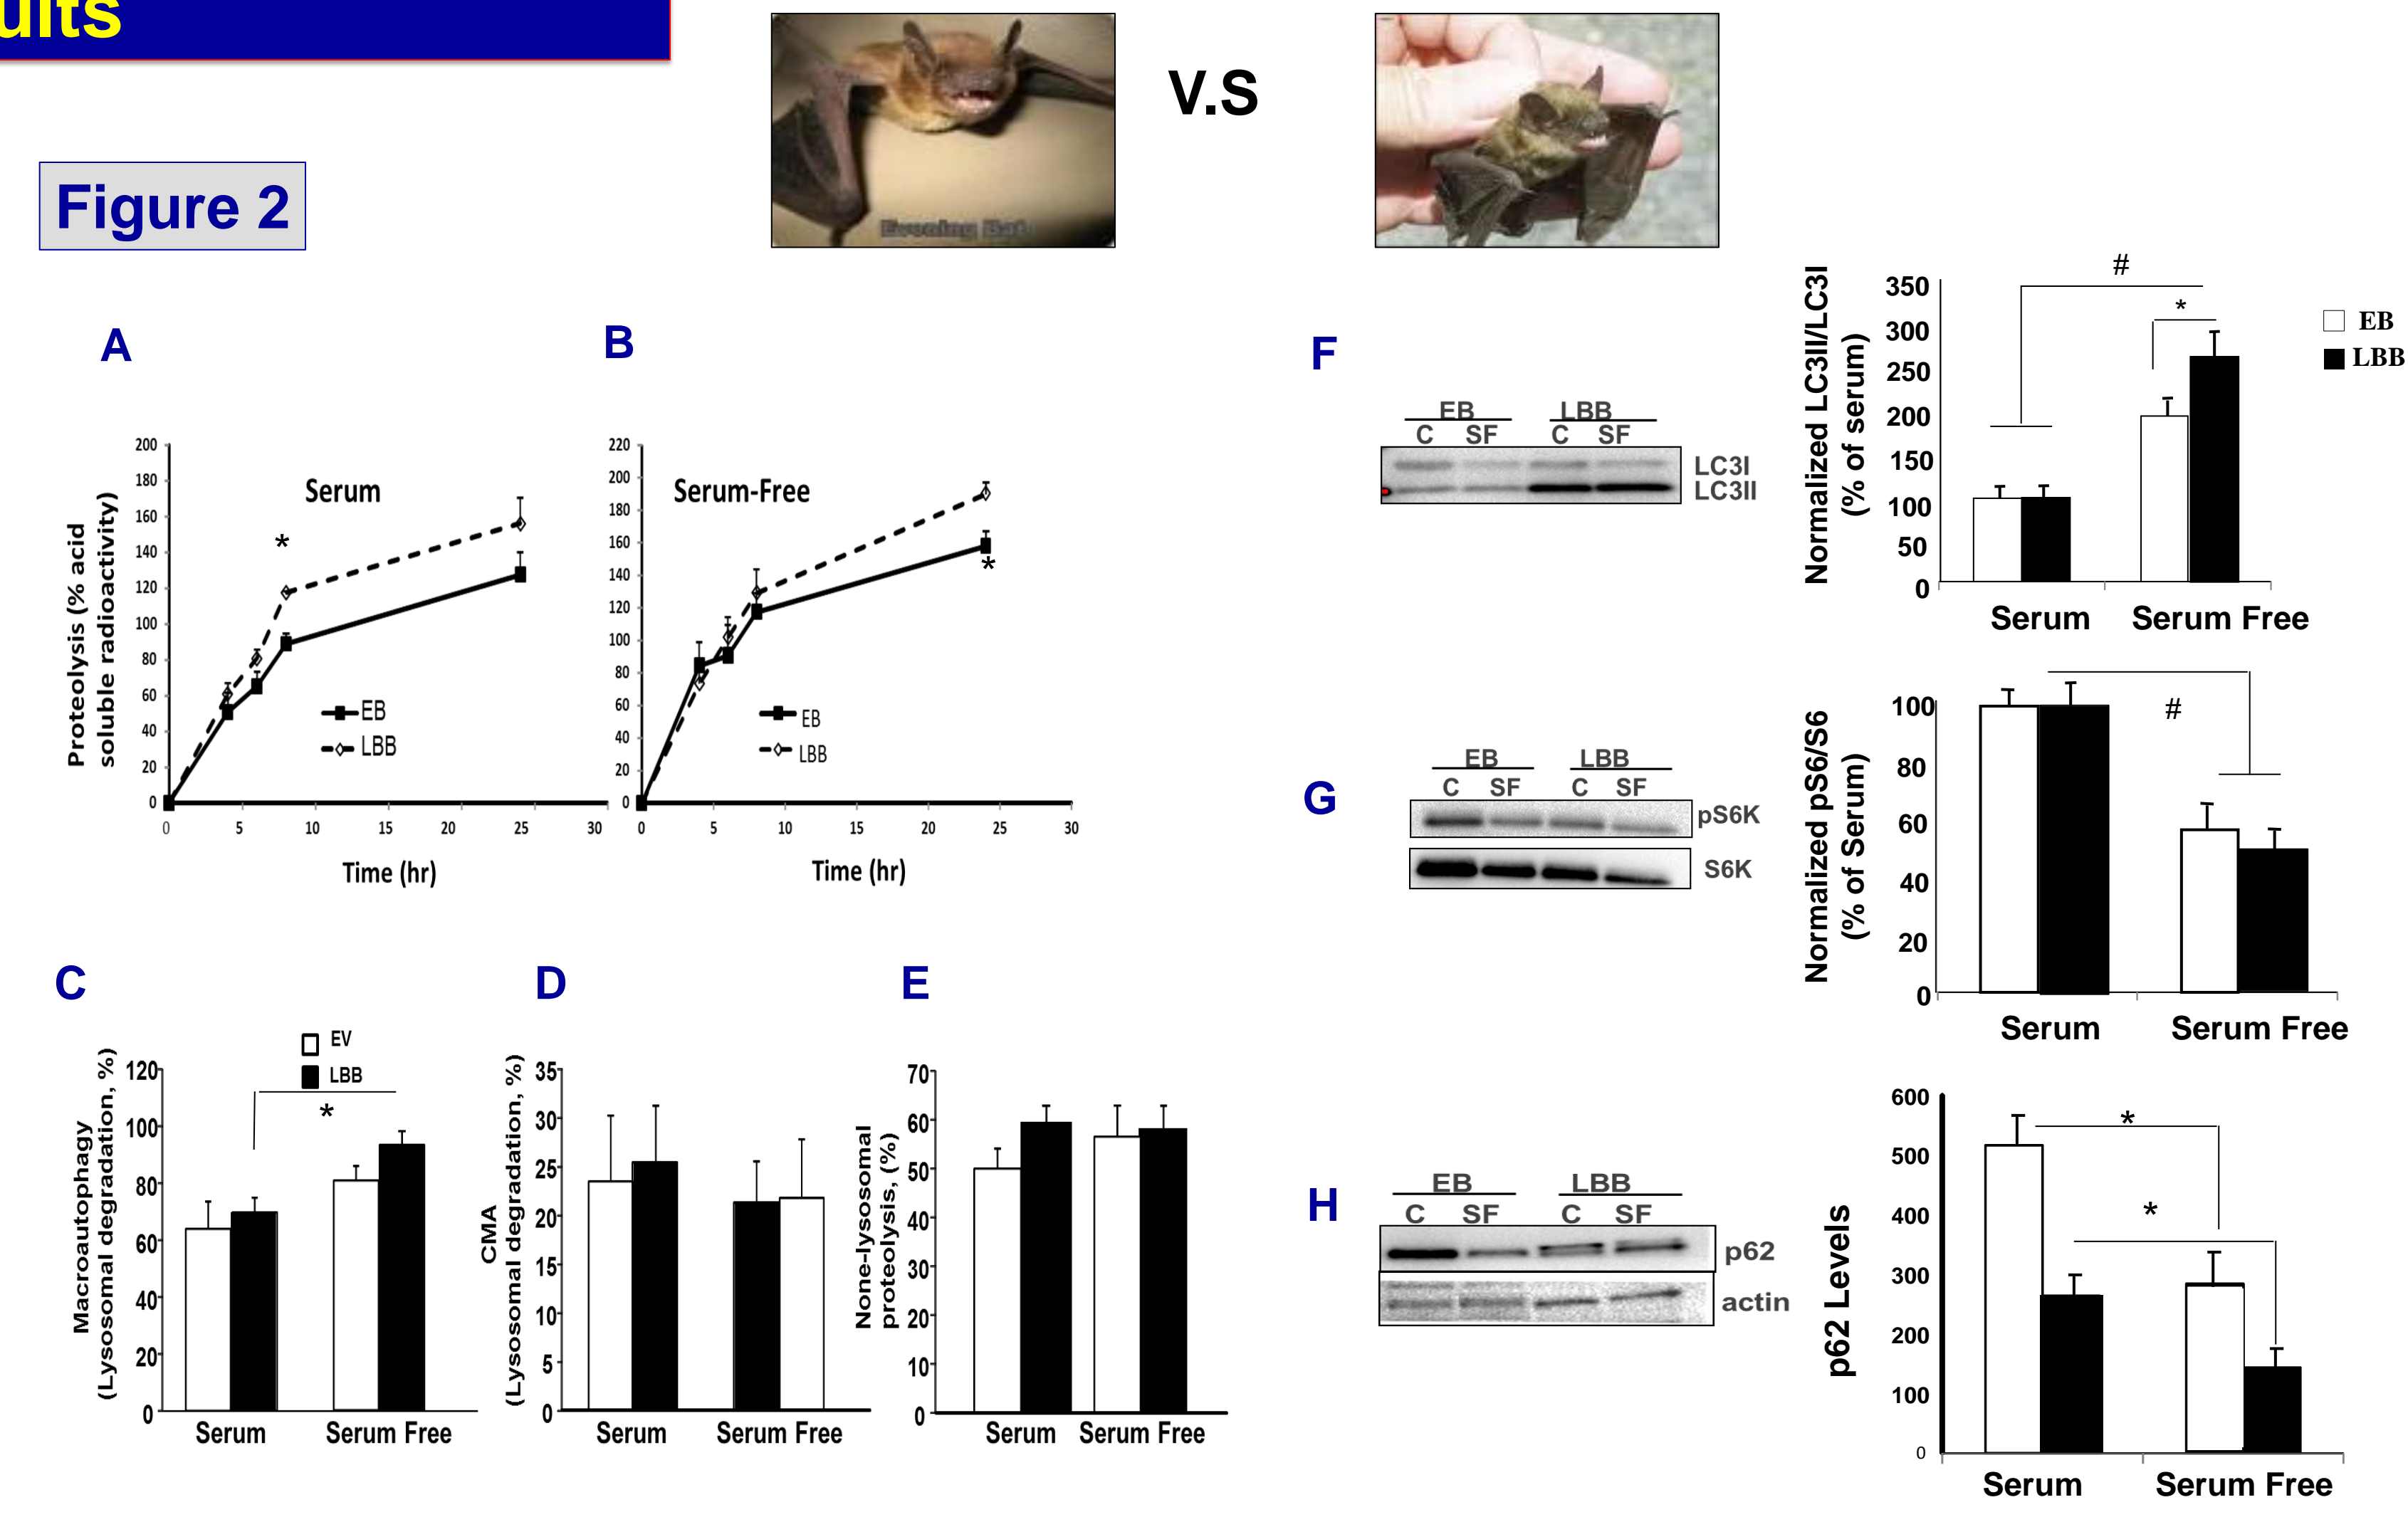 ults
V.S
Evening Bat
Figure 2
A
B
200
180
160
140
120
100
80
60
40
20
0
Proteolysis (% acid
soluble radioactivity)
Serum
*
EB
LBB
0 5 10 15 20 25 30
Time (hr)
220
200
180
160
140
120
100
80
60
40
20
0
Serum-Free
*
EB
LBB
0 5 10 15 20 25 30
Time (hr)
C
EV
LBB
*
Macroautophagy
(Lysosomal degradation, %)
120
100
80
60
40
20
0
Serum Serum Free
D
CMA
(Lysosomal degradation, %)
35
30
25
20
15
10
5
0
Serum Serum Free
E
None-lysosomal
proteolysis, (%)
70
60
50
40
30
20
10
0
Serum Serum Free
F
EB LBB
C SF C SF
LC3I
LC3II
Normalized LC3II/LC3I
(% of serum)
350
300
250
200
150
100
50
0
#
*
EB
LBB
Serum Serum Free
G
EB LBB
C SF C SF
pS6K
S6K
Normalized pS6/S6
(% of Serum)
100
80
60
40
20
0
#
Serum Serum Free
H
EB LBB
C SF C SF
p62
actin
p62 Levels
600
500
400
300
200
100
0
*
*
Serum Serum Free